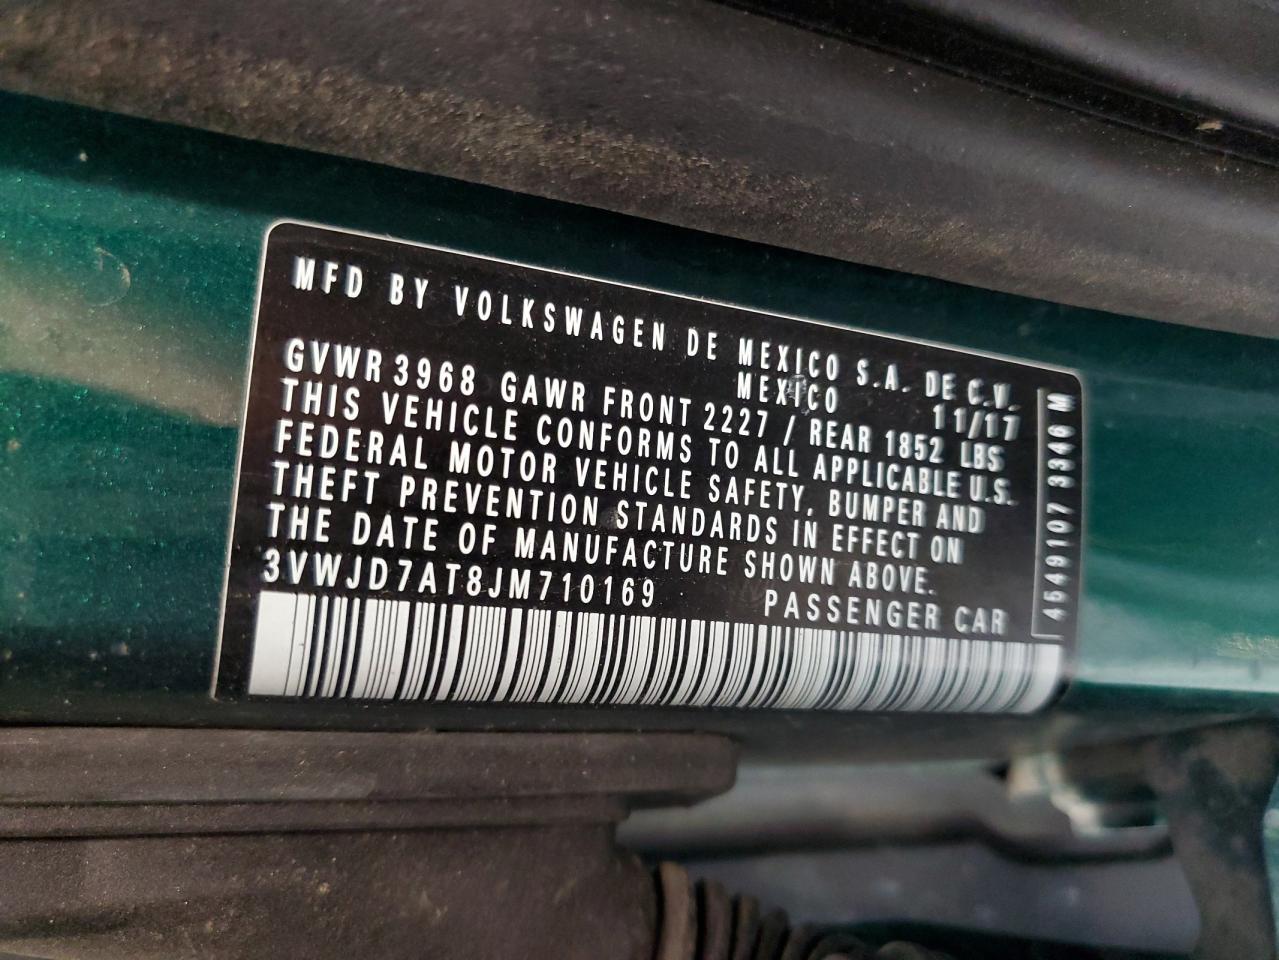 MFD BY VOLKSWAGEN DE MEXICO S.A. DE C.V.
MEXICO 11/17
GVWR 3968 GAWR FRONT 2227 / REAR 1852 LBS
THIS VEHICLE CONFORMS TO ALL APPLICABLE U.S.
FEDERAL MOTOR VEHICLE SAFETY, BUMPER AND
THEFT PREVENTION STANDARDS IN EFFECT ON
THE DATE OF MANUFACTURE SHOWN ABOVE.
3VWJD7AT8JM710169 PASSENGER CAR
4549107 3346 M